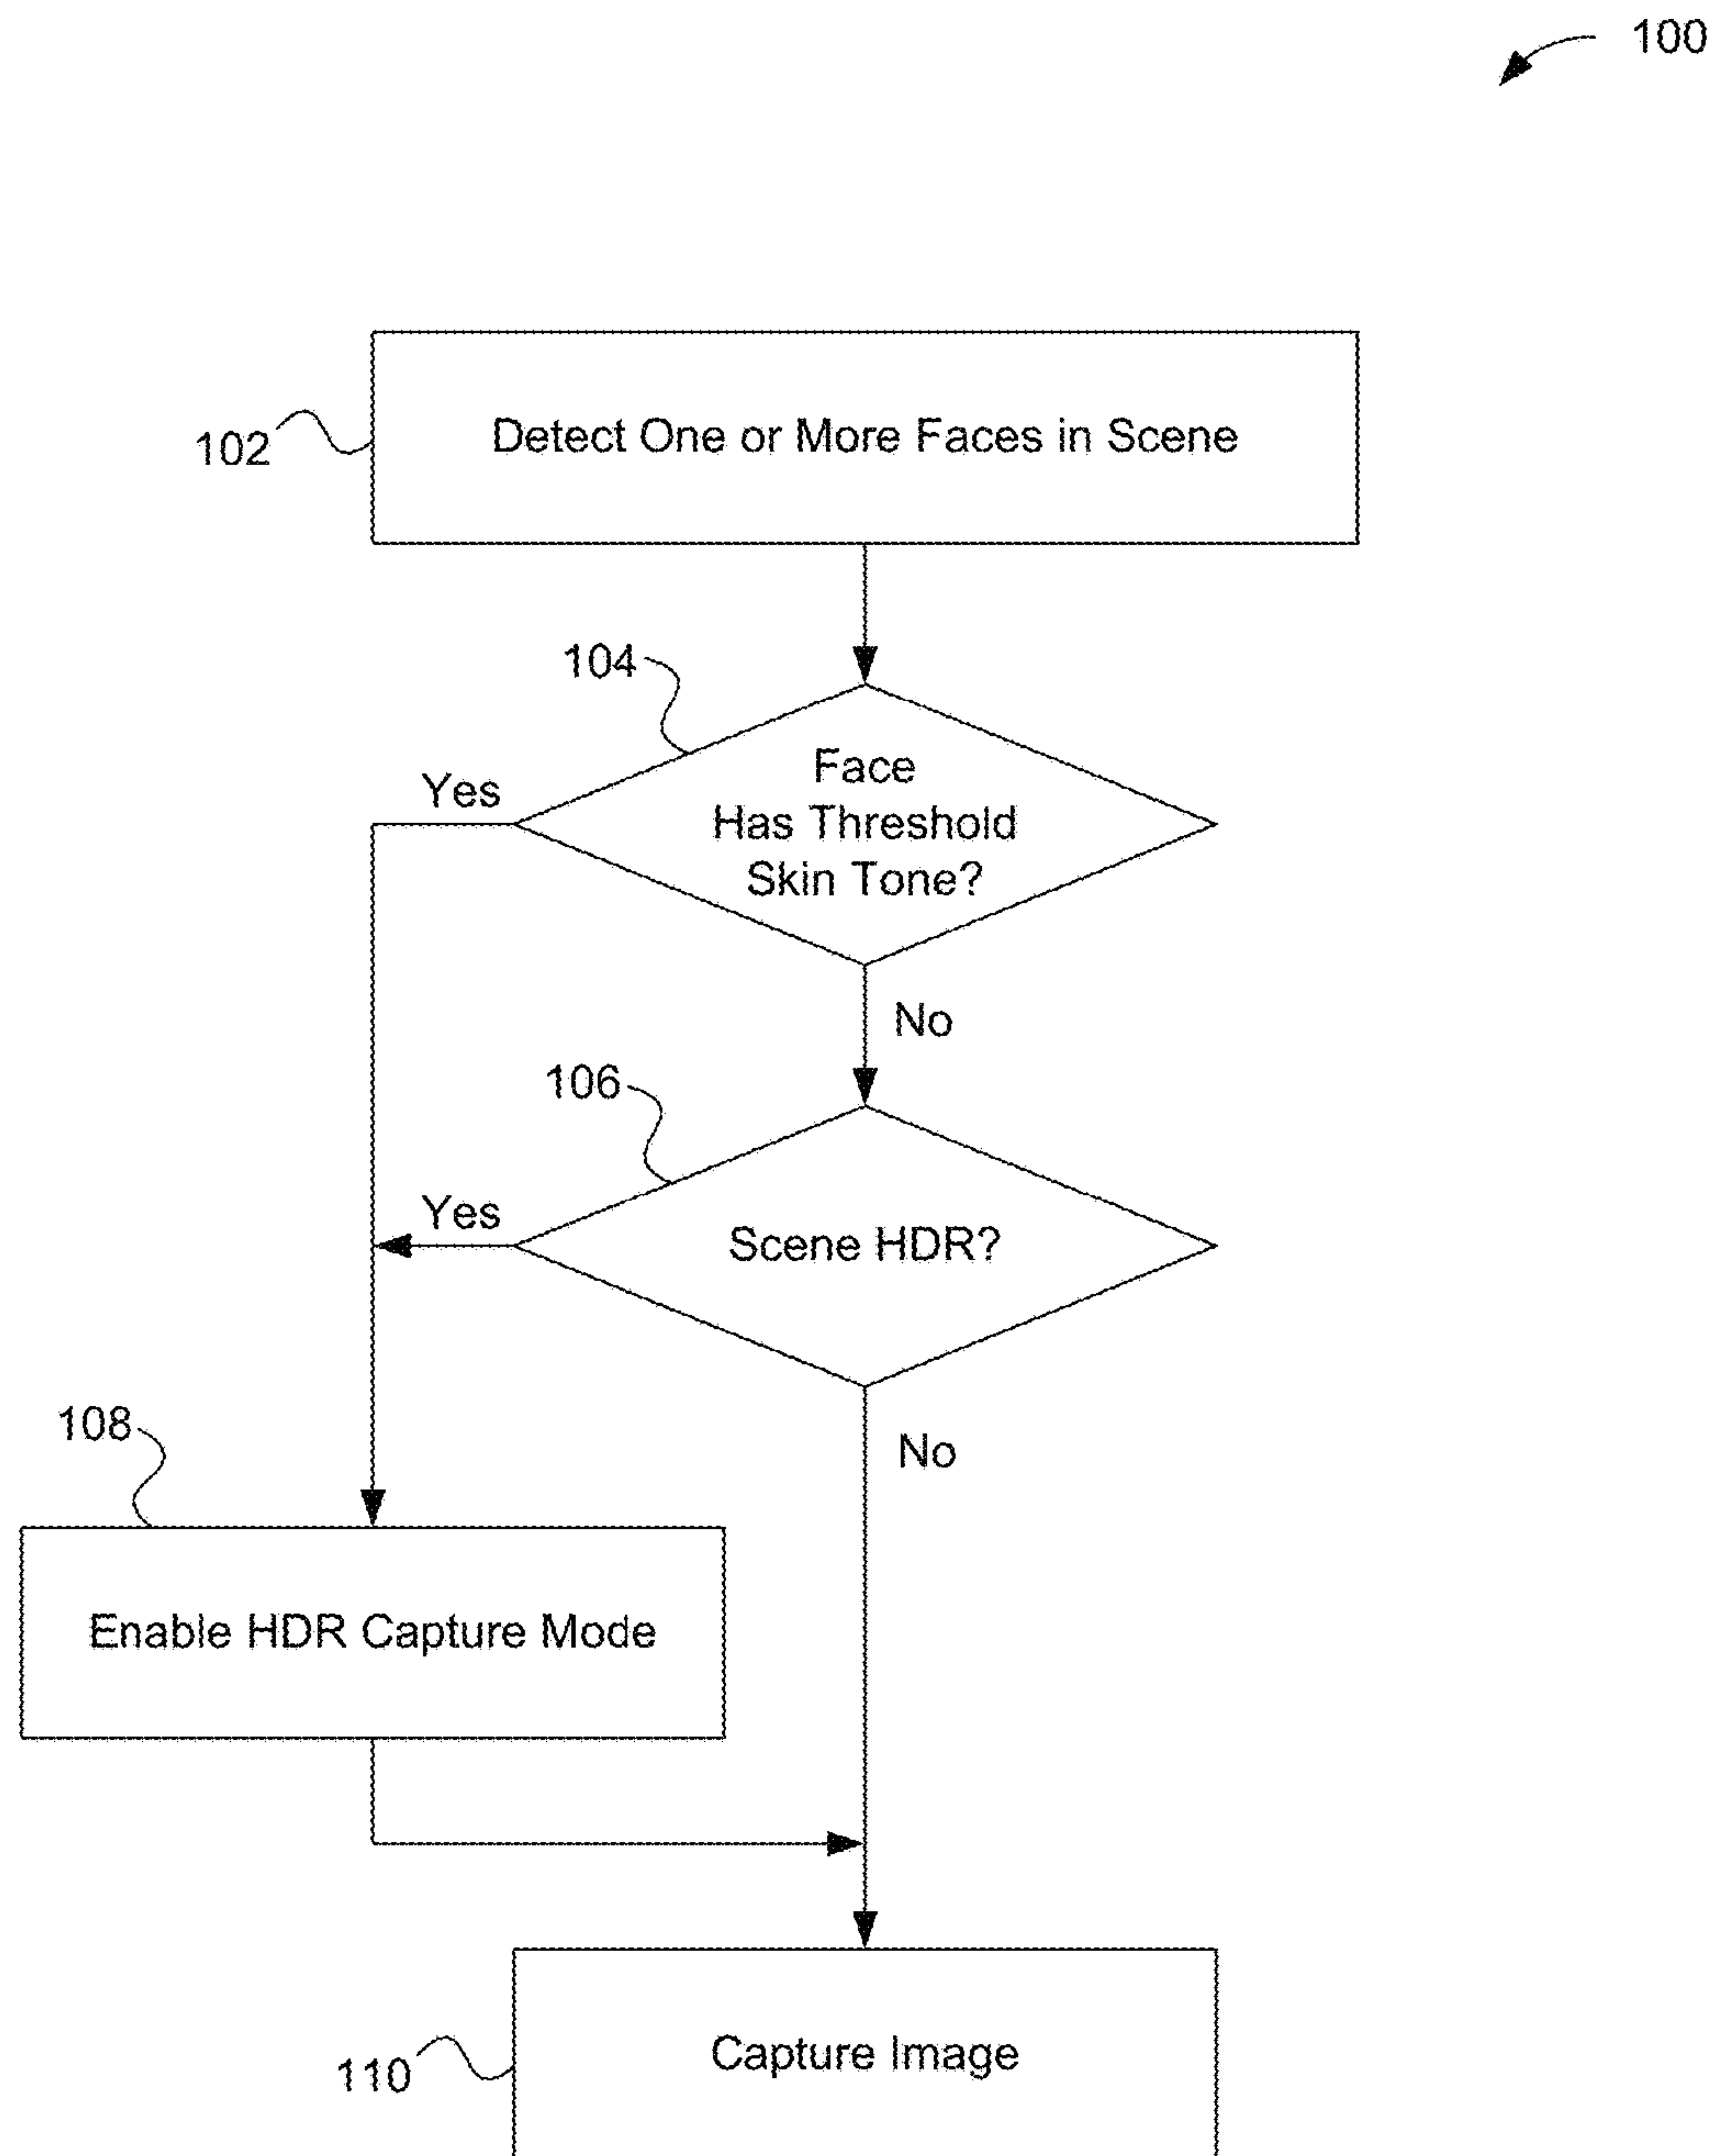 100
102
Detect One or More Faces in Scene
104
Yes
Face
Has Threshold
Skin Tone?
No
106
Yes
Scene HDR?
108
No
Enable HDR Capture Mode
110
Capture Image